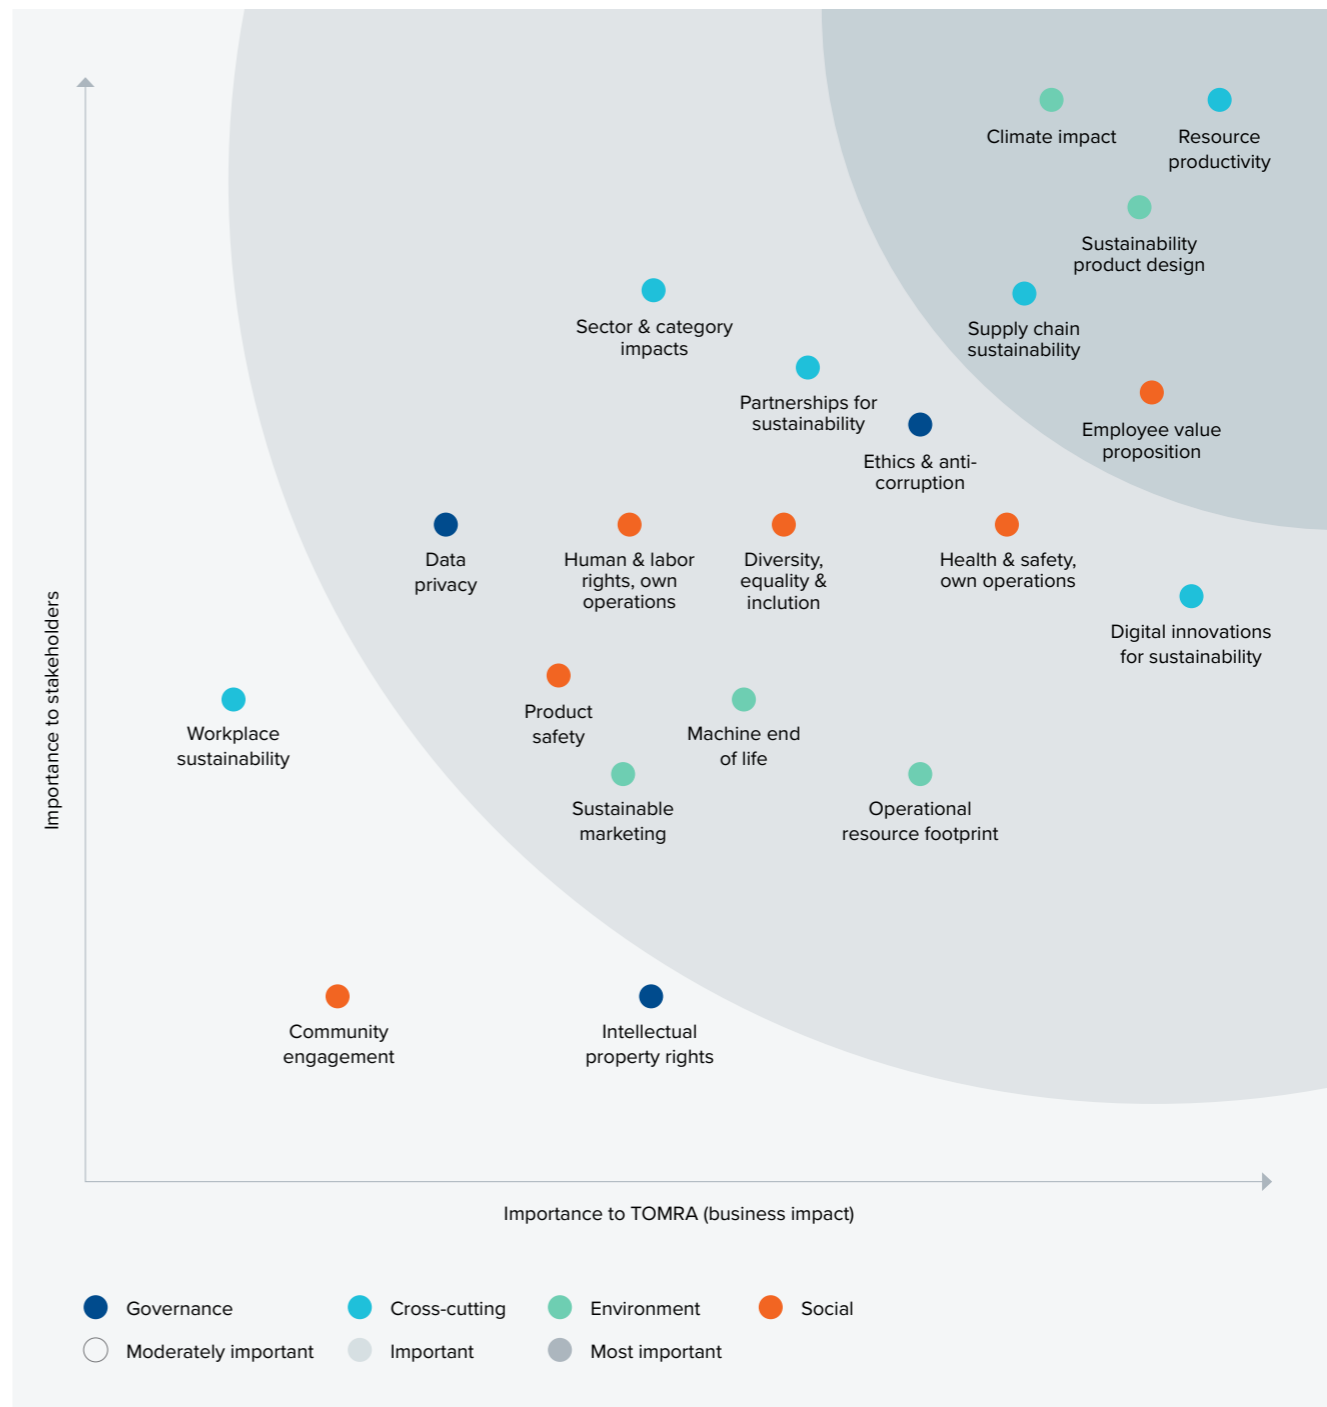 Climate impact
Resource
productivity
Sustainability
product design
Sector & category
impacts
Supply chain
sustainability
Partnerships for
sustainability
Employee value
proposition
Ethics & anti-
corruption
Data
privacy
Human & labor
rights, own
operations
Diversity,
equality &
inclution
Health & safety,
own operations
Digital innovations
for sustainability
Importance to stakeholders
Workplace
sustainability
Product
safety
Machine end
of life
Sustainable
marketing
Operational
resource footprint
Community
engagement
Intellectual
property rights
Importance to TOMRA (business impact)
Governance
Cross-cutting
Environment
Social
Moderately important
Important
Most important